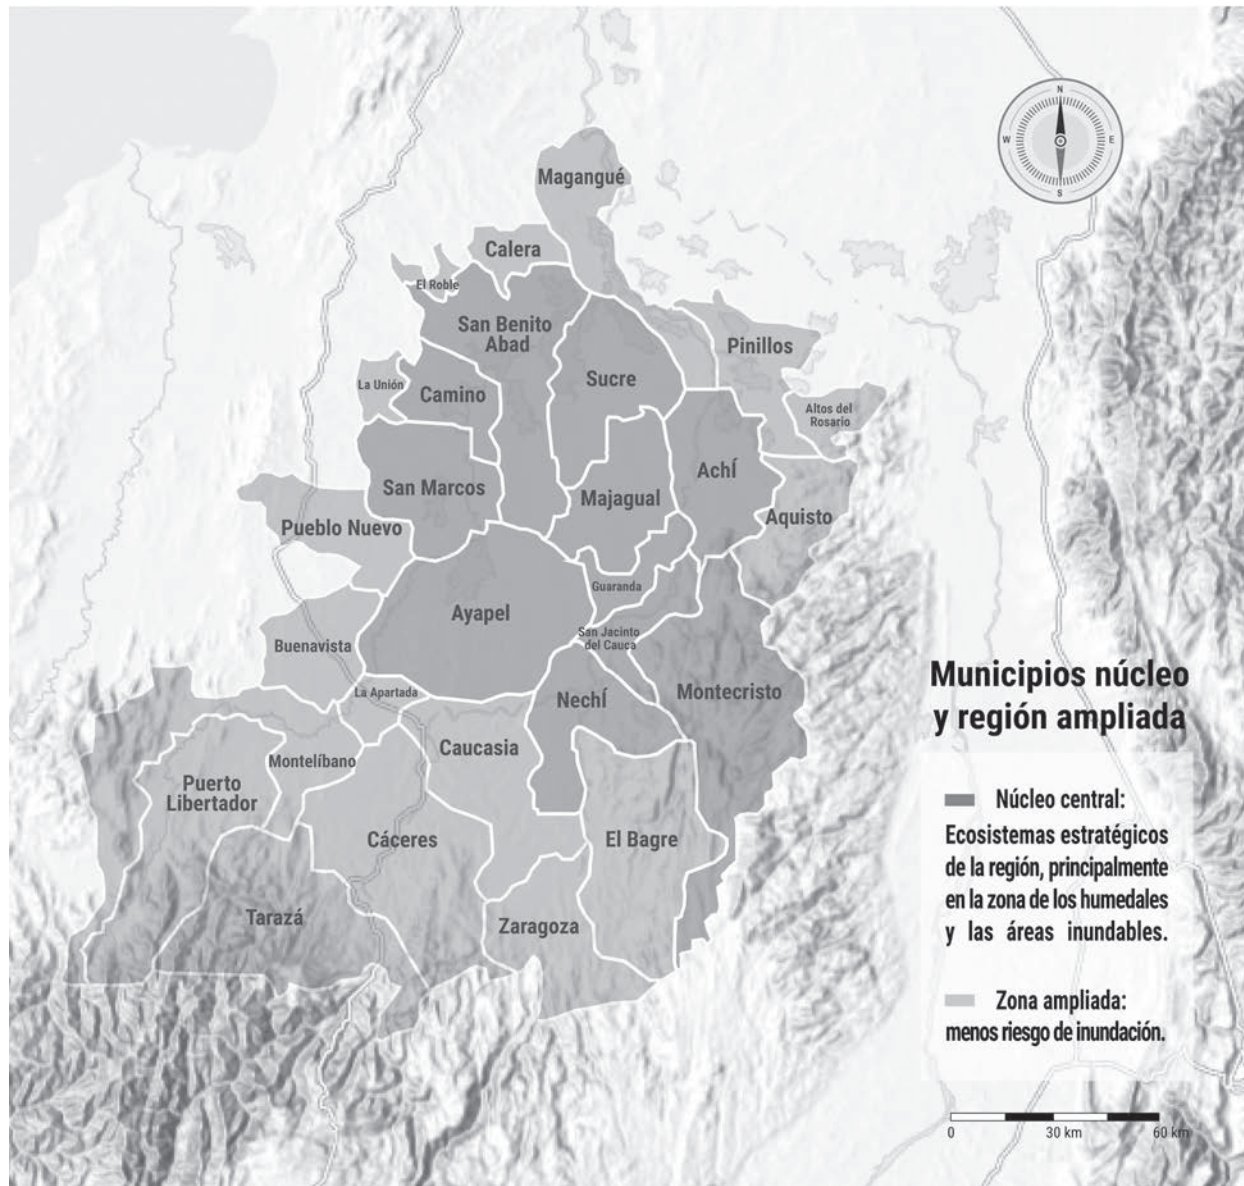 N
W
E
S
Magangué
Calera
El Roble
San Benito
Abad
Sucre
Pinillos
La Unión
Camino
Altos del
Rosario
San Marcos
Majagual
AchÍ
Pueblo Nuevo
Aquisto
Guaranda
Ayapel
San Jacinto
del Cauca
Buenavista
La Apartada
NechÍ
Montecristo
Montelíbano
Caucasia
Puerto
Libertador
Cáceres
El Bagre
Tarazá
Zaragoza
Municipios núcleo
y región ampliada
Núcleo central:
Ecosistemas estratégicos
de la región, principalmente
en la zona de los humedales
y las áreas inundables.
Zona ampliada:
menos riesgo de inundación.
0 30 km 60 km